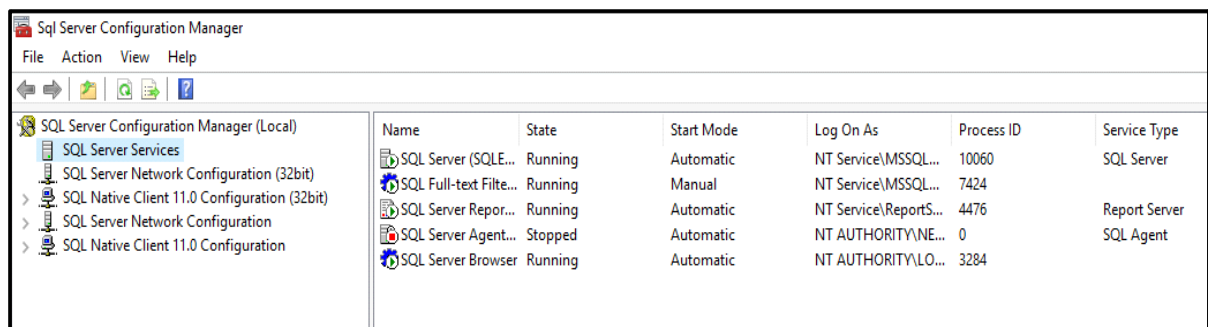 Sql Server Configuration Manager
File Action View Help
SQL Server Configuration Manager (Local)
SQL Server Services
SQL Server Network Configuration (32bit)
SQL Native Client 11.0 Configuration (32bit)
SQL Server Network Configuration
SQL Native Client 11.0 Configuration
Name State Start Mode Log On As Process ID Service Type
SQL Server (SQLE... Running Automatic NT Service\MSSQL... 10060 SQL Server
SQL Full-text Filte... Running Manual NT Service\MSSQL... 7424
SQL Server Repor... Running Automatic NT Service\ReportS... 4476 Report Server
SQL Server Agent... Stopped Automatic NT AUTHORITY\NE... 0 SQL Agent
SQL Server Browser Running Automatic NT AUTHORITY\LO... 3284